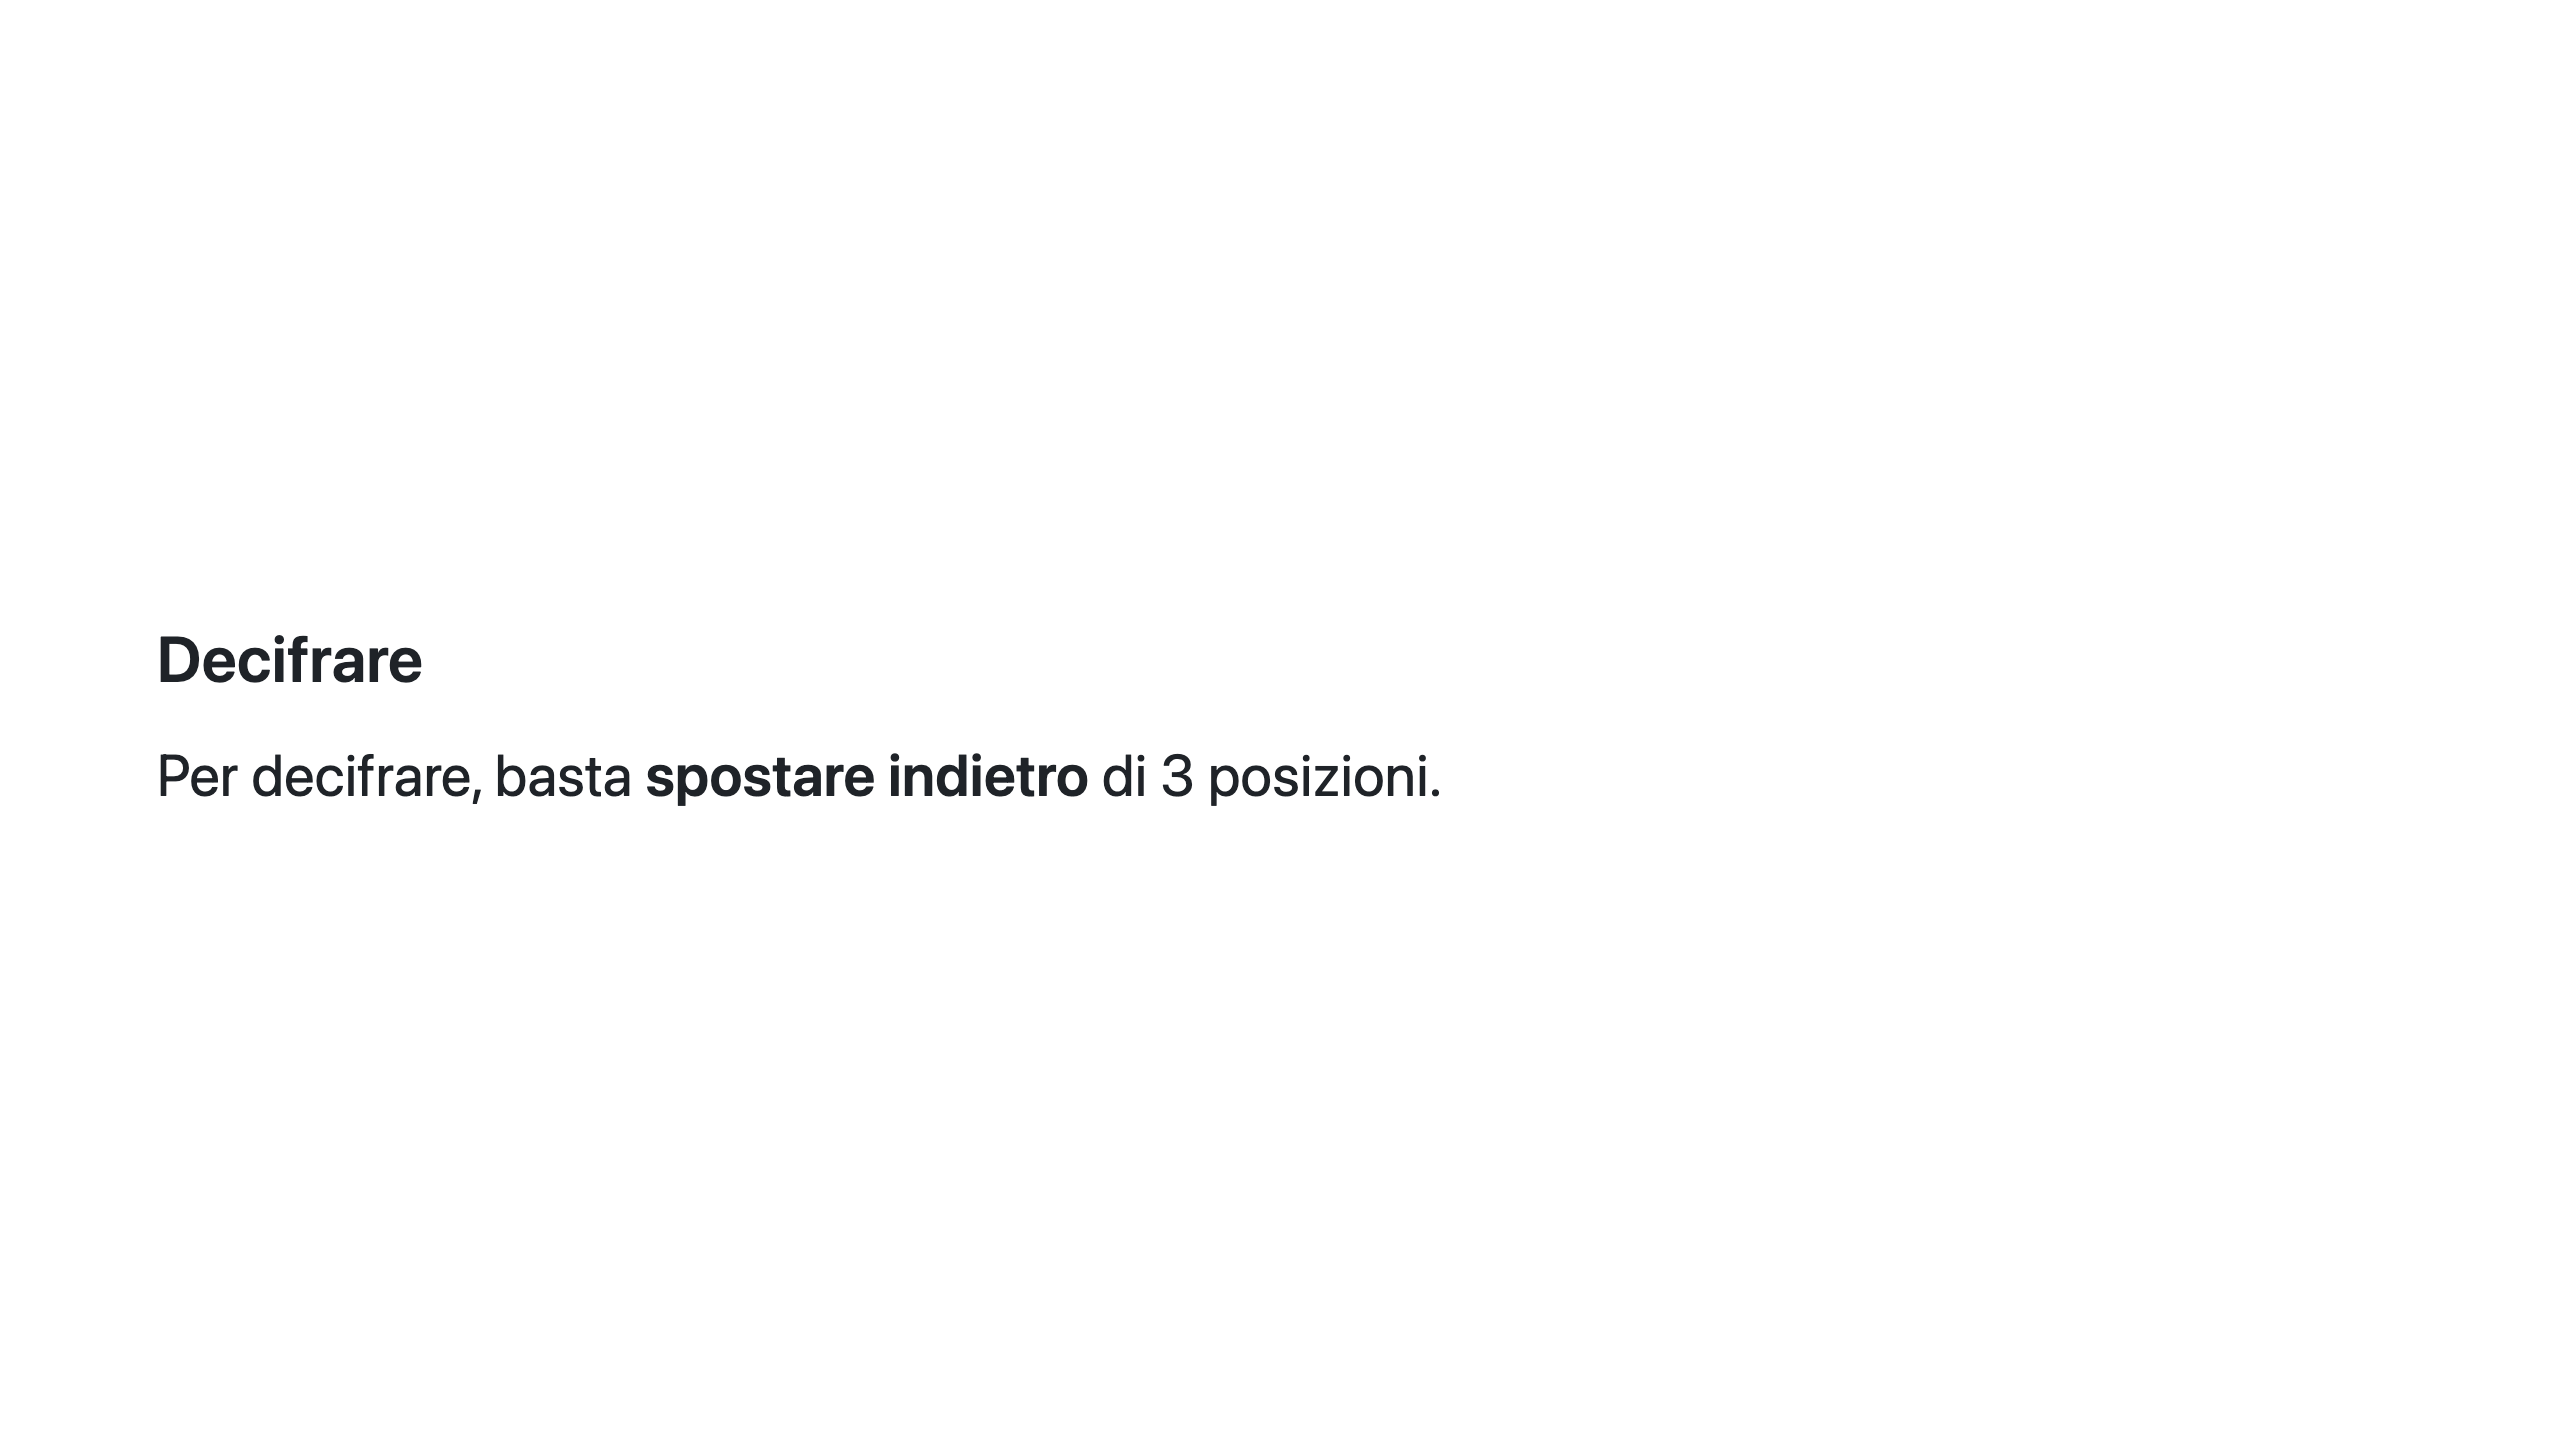 Decifrare
Per decifrare, basta spostare indietro di 3 posizioni.